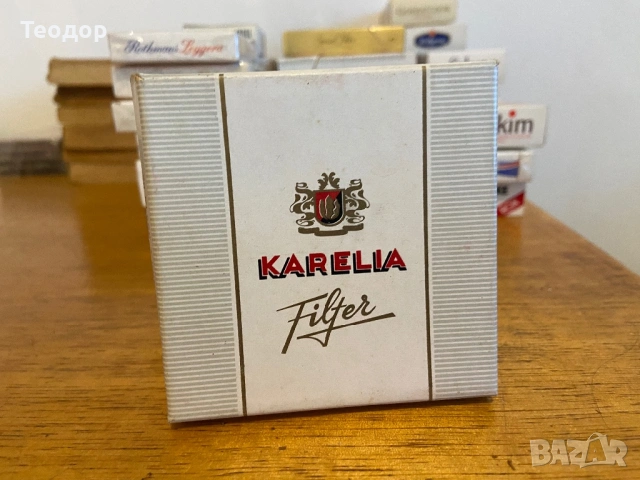 Теодор
Rothmans Leggera
KARELIA
Filter
kim
BAZAR